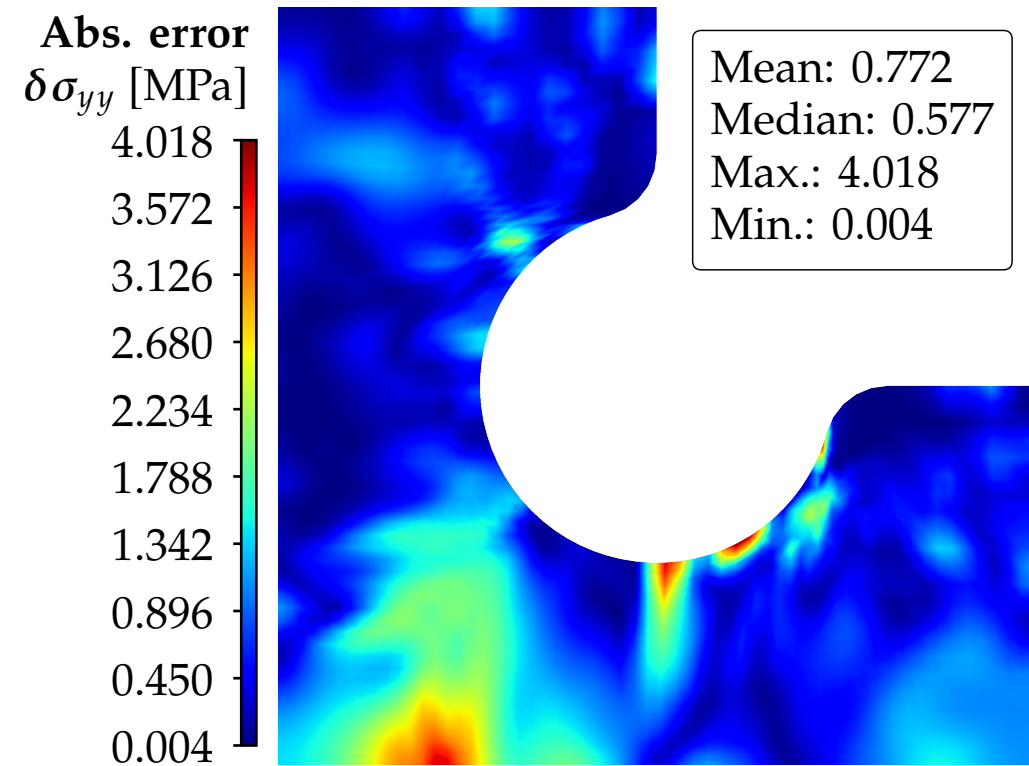 Abs. error
δσyy [MPa]
4.018
3.572
3.126
2.680
2.234
1.788
1.342
0.896
0.450
0.004
Mean: 0.772
Median: 0.577
Max.: 4.018
Min.: 0.004